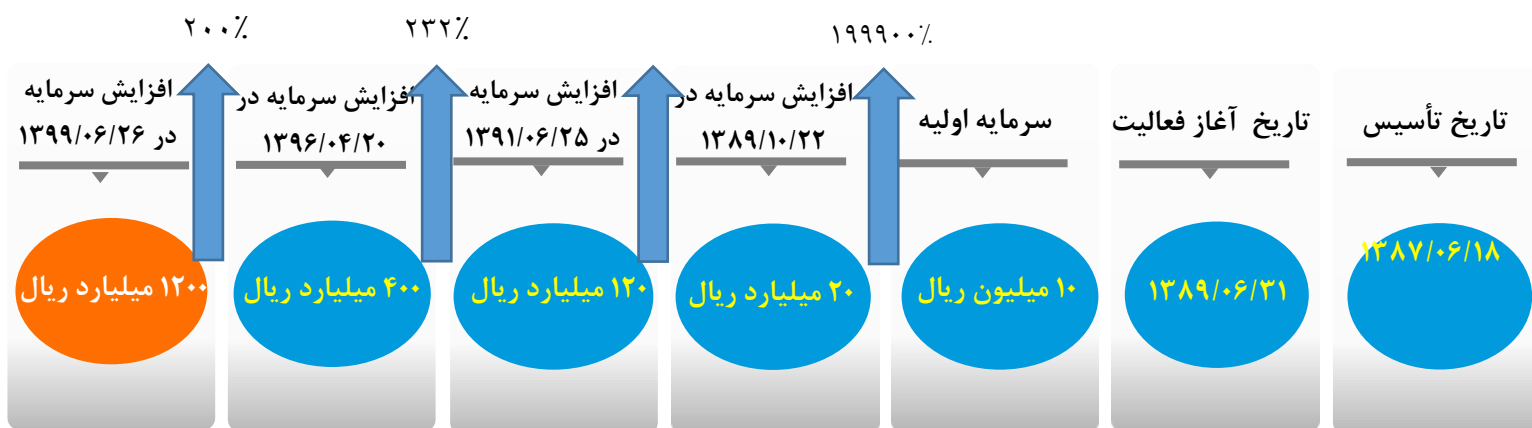 ۱۹۹۹۰۰٪
۲۳۲٪
۲۰۰٪
تاریخ تأسیس
۱۳۸۷/۰۶/۱۸
تاریخ آغاز فعالیت
۱۳۸۹/۰۶/۳۱
سرمایه اولیه
۱۰ میلیون ریال
افزایش سرمایه در
۱۳۸۹/۱۰/۲۲
۲۰ میلیارد ریال
افزایش سرمایه
در ۱۳۹۱/۰۶/۲۵
۱۲۰ میلیارد ریال
افزایش سرمایه در
۱۳۹۶/۰۴/۲۰
۴۰۰ میلیارد ریال
افزایش سرمایه
در ۱۳۹۹/۰۶/۲۶
۱۲۰۰ میلیارد ریال